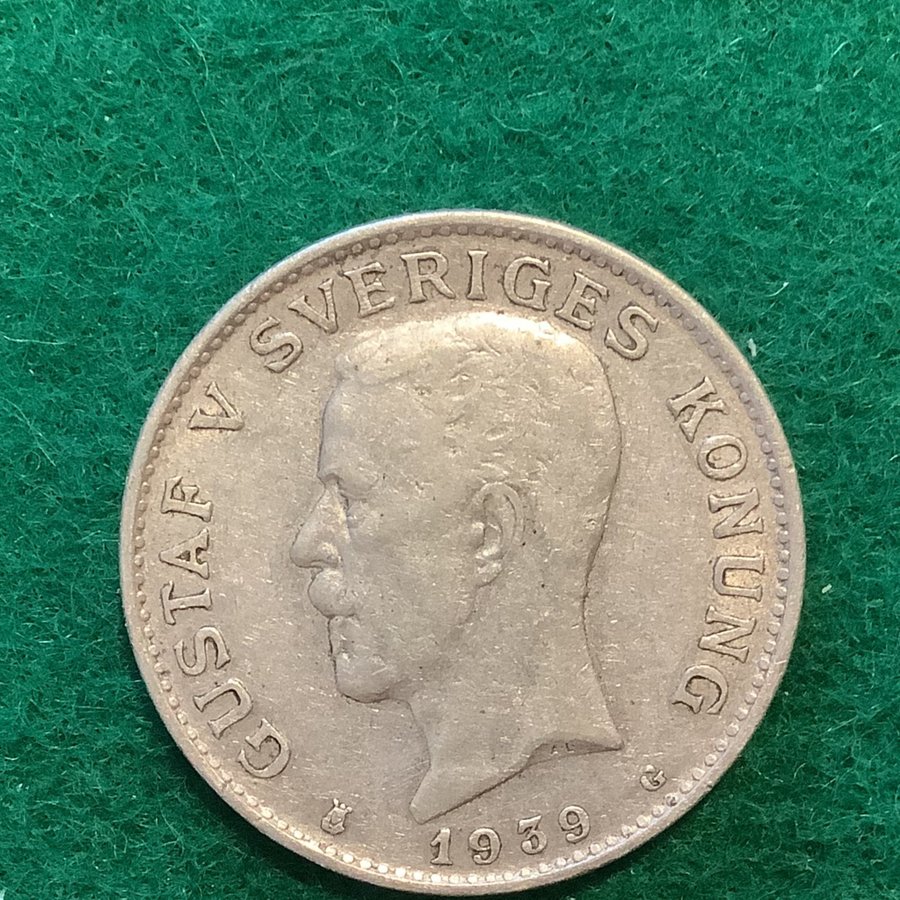 GUSTAF V SVERIGES KONUNG
1939
G